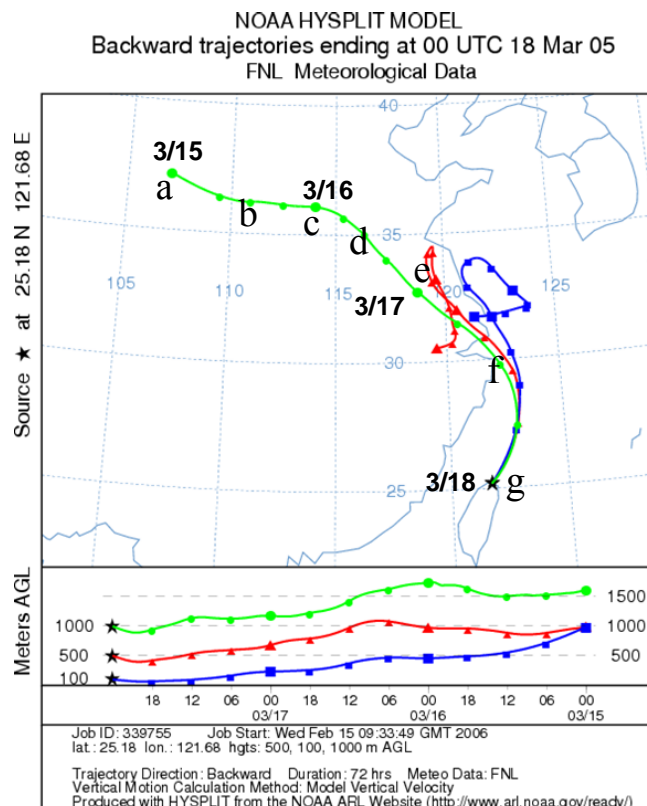 NOAA HYSPLIT MODEL
Backward trajectories ending at 00 UTC 18 Mar 05
FNL Meteorological Data
Source ★ at 25.18 N 121.68 E
40
3/15
a
b
3/16
c
35
d
e
105
110
115
120
125
3/17
30
f
3/18
25
g
Meters AGL
1500
1000
1000
500
500
100
18 12 06 00 18 12 06 00 18 12 06 00
03/17 03/16 03/15
Job ID: 339755 Job Start: Wed Feb 15 09:33:49 GMT 2006
lat.: 25.18 lon.: 121.68 hgts: 500, 100, 1000 m AGL
Trajectory Direction: Backward Duration: 72 hrs Meteo Data: FNL
Vertical Motion Calculation Method: Model Vertical Velocity
Produced with HYSPLIT from the NOAA ARL Website (http://www.arl.noaa.gov/ready/)